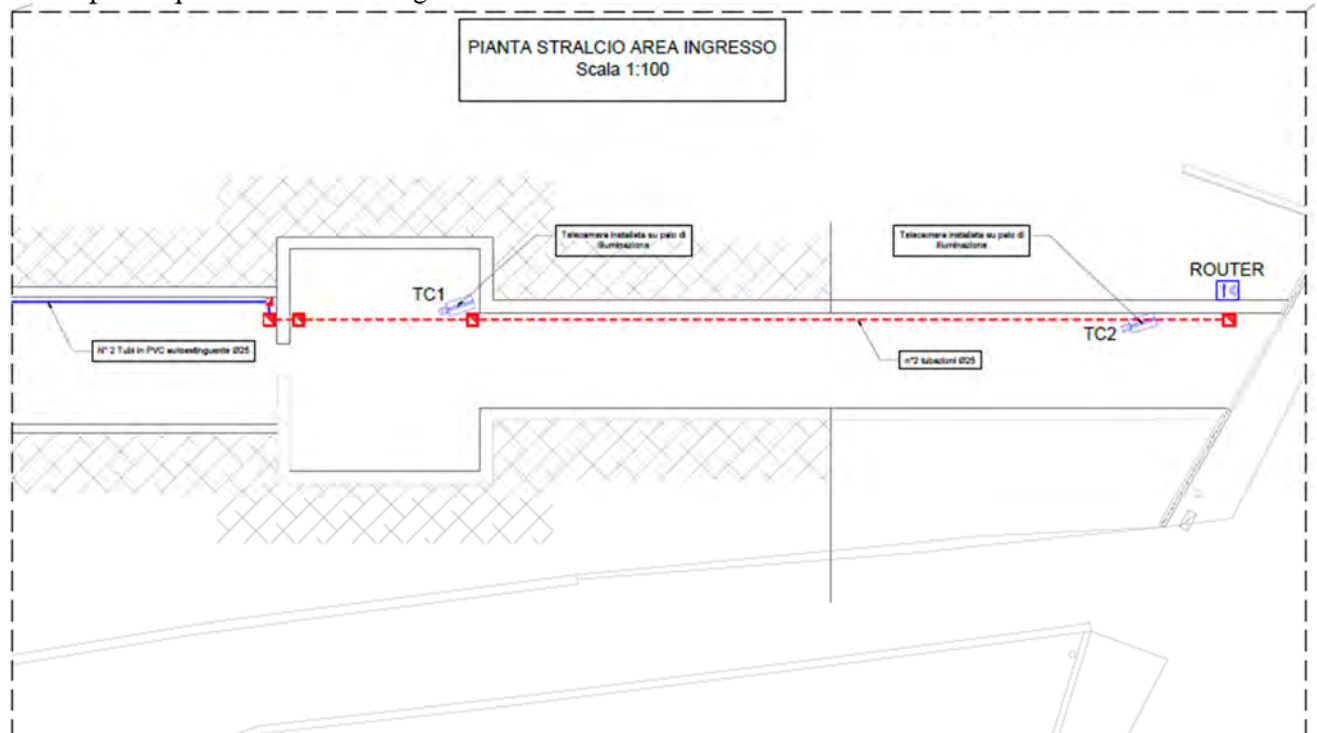 PIANTA STRALCIO AREA INGRESSO
Scala 1:100
Telecamera installata su palo di
illuminazione
Telecamera installata su palo di
illuminazione
ROUTER
TC1
TC2
N° 2 Tubi in PVC autoestinguente Ø25
n°2 tubazioni Ø25